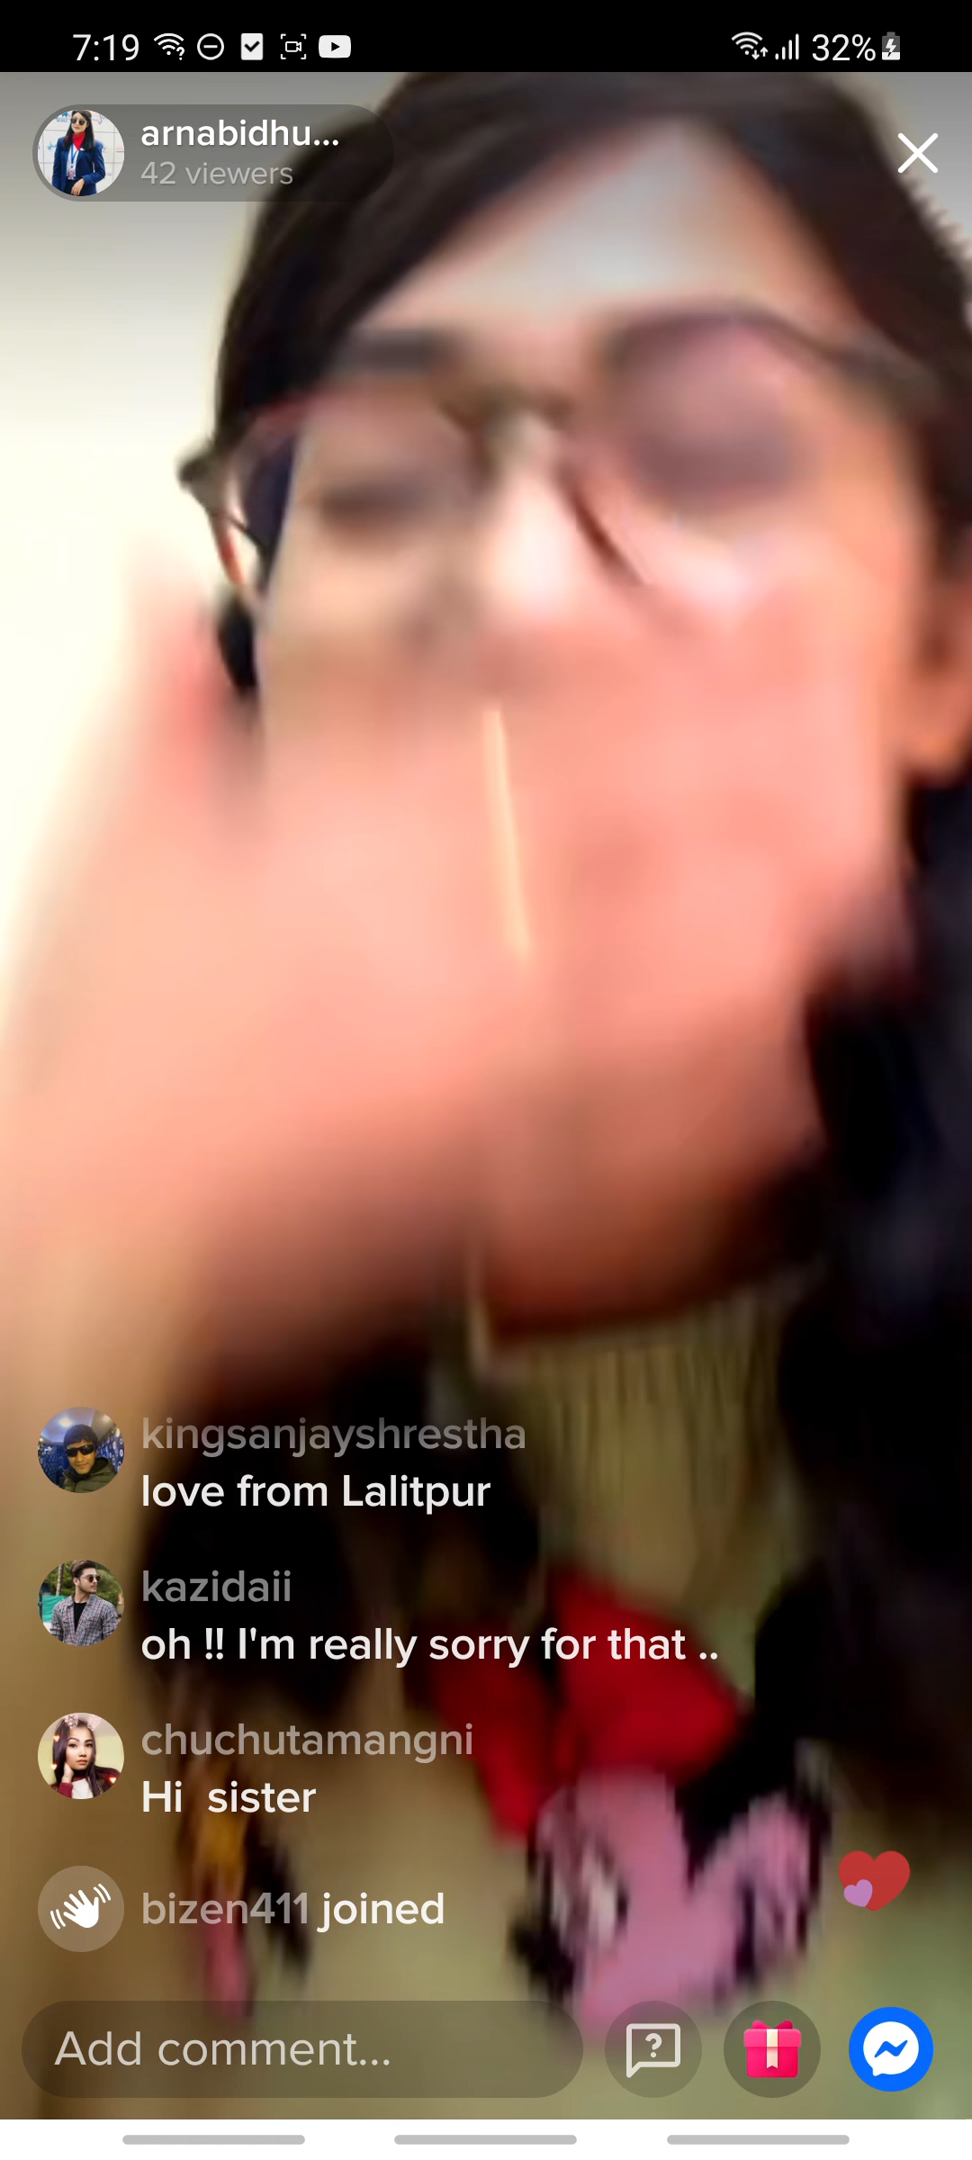 7:19
32%
arnabidhu...
42 viewers
kingsanjayshrestha
love from Lalitpur
kazidaii
oh !! I'm really sorry for that ..
chuchutamangni
Hi  sister
bizen411 joined
Add comment...